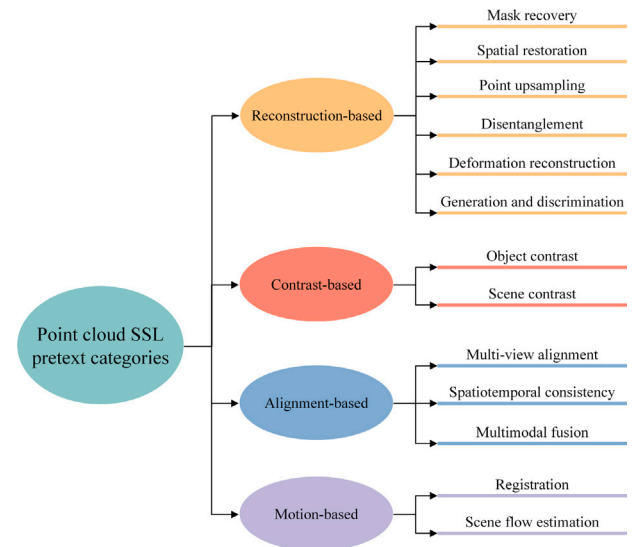 Point cloud SSL
pretext categories
Reconstruction-based
Mask recovery
Spatial restoration
Point upsampling
Disentanglement
Deformation reconstruction
Generation and discrimination
Contrast-based
Object contrast
Scene contrast
Alignment-based
Multi-view alignment
Spatiotemporal consistency
Multimodal fusion
Motion-based
Registration
Scene flow estimation